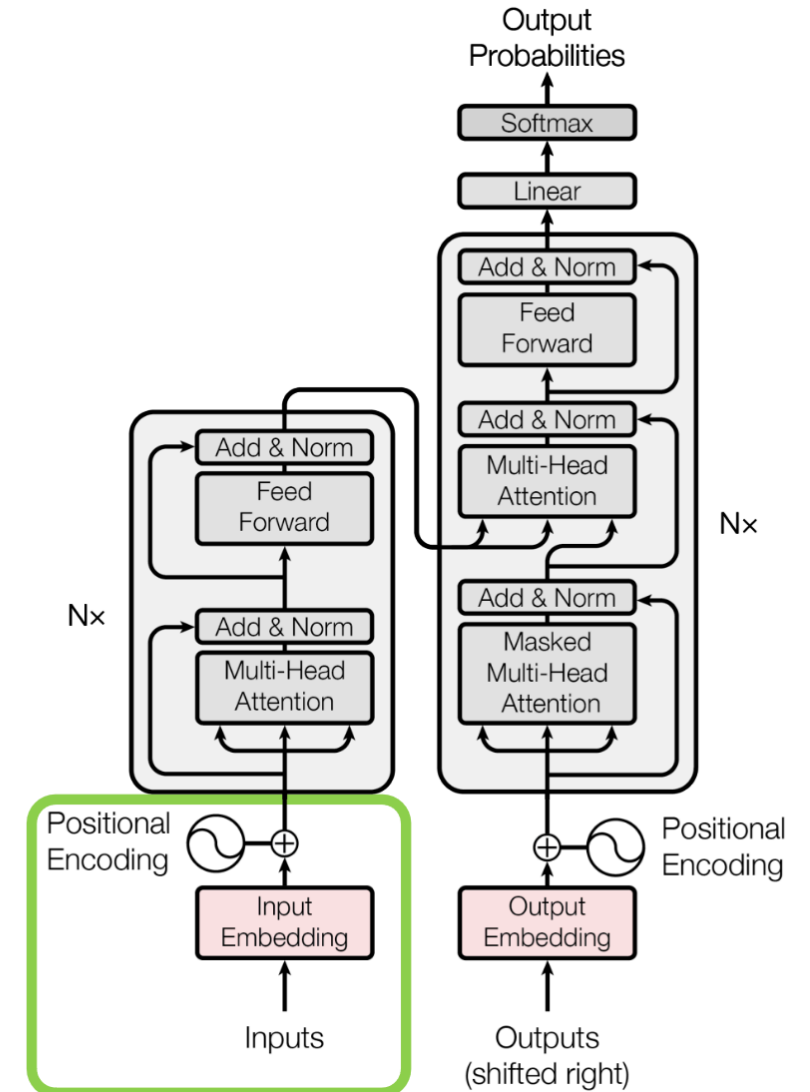 Output
Probabilities
Softmax
Linear
Add & Norm
Feed
Forward
Add & Norm
Multi-Head
Attention
Nx
Add & Norm
Masked
Multi-Head
Attention
Add & Norm
Feed
Forward
Nx
Add & Norm
Multi-Head
Attention
Positional
Encoding
Input
Embedding
Inputs
Positional
Encoding
Output
Embedding
Outputs
(shifted right)